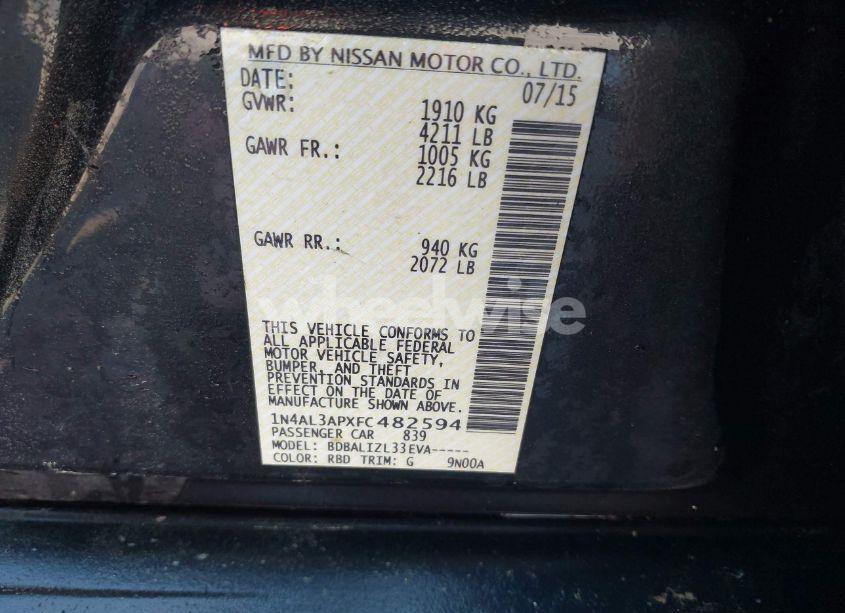 MFD BY NISSAN MOTOR CO., LTD.
DATE: 07/15
GVWR: 1910 KG
4211 LB
GAWR FR.: 1005 KG
2216 LB
GAWR RR.: 940 KG
2072 LB
wheelwise
THIS VEHICLE CONFORMS TO
ALL APPLICABLE FEDERAL
MOTOR VEHICLE SAFETY,
BUMPER, AND THEFT
PREVENTION STANDARDS IN
EFFECT ON THE DATE OF
MANUFACTURE SHOWN ABOVE.
1N4AL3APXFC482594
PASSENGER CAR 839
MODEL: BDBALIZL33EVA-----
COLOR: RBD TRIM: G 9N00A